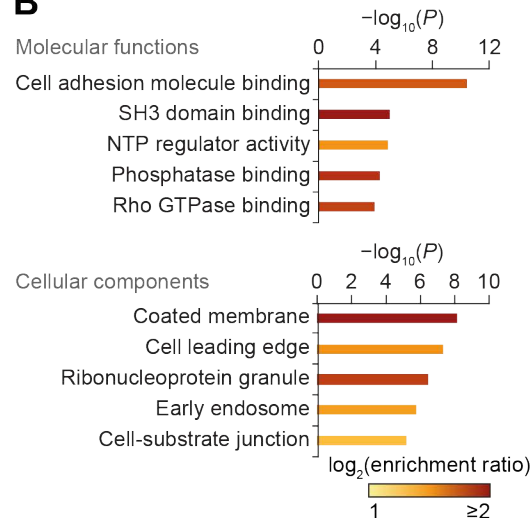 B
−log10(P)
Molecular functions 0 4 8 12
Cell adhesion molecule binding
SH3 domain binding
NTP regulator activity
Phosphatase binding
Rho GTPase binding
−log10(P)
Cellular components 0 2 4 6 8 10
Coated membrane
Cell leading edge
Ribonucleoprotein granule
Early endosome
Cell-substrate junction
log2(enrichment ratio)
1 ≥2